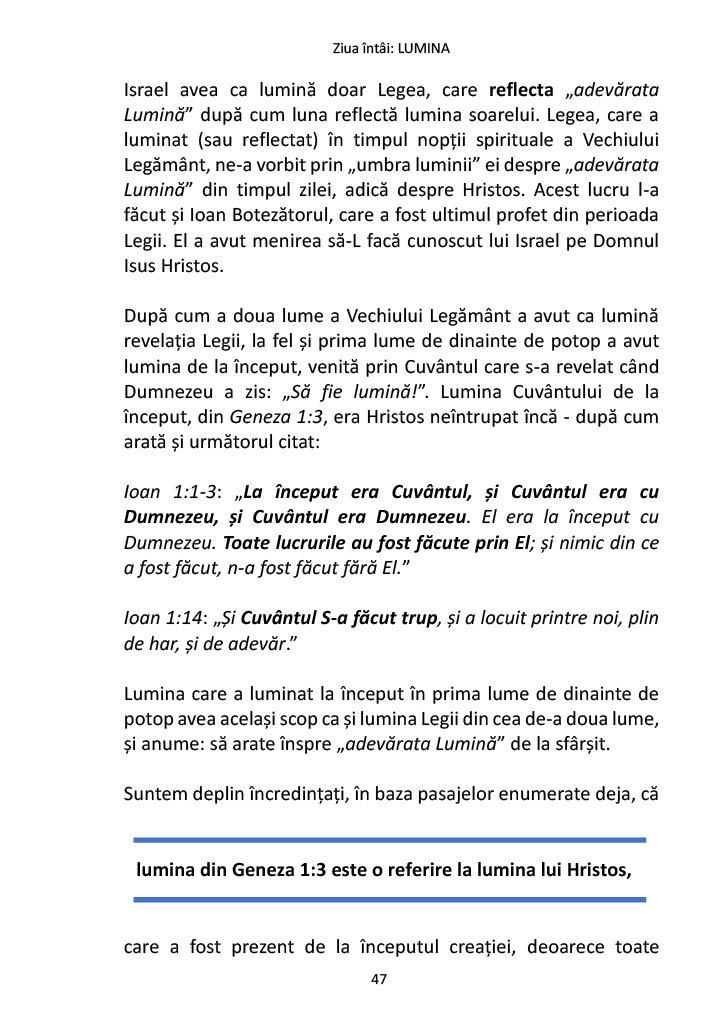 Ziua întâi: LUMINA
Israel avea ca lumină doar Legea, care reflecta „adevărata
Lumină” după cum luna reflectă lumina soarelui. Legea, care a
luminat (sau reflectat) în timpul nopții spirituale a Vechiului
Legământ, ne-a vorbit prin „umbra luminii” ei despre „adevărata
Lumină” din timpul zilei, adică despre Hristos. Acest lucru l-a
făcut și Ioan Botezătorul, care a fost ultimul profet din perioada
Legii. El a avut menirea să-L facă cunoscut lui Israel pe Domnul
Isus Hristos.
După cum a doua lume a Vechiului Legământ a avut ca lumină
revelația Legii, la fel și prima lume de dinainte de potop a avut
lumina de la început, venită prin Cuvântul care s-a revelat când
Dumnezeu a zis: „Să fie lumină!”. Lumina Cuvântului de la
început, din Geneza 1:3, era Hristos neîntrupat încă - după cum
arată și următorul citat:
Ioan 1:1-3: „La început era Cuvântul, și Cuvântul era cu
Dumnezeu, și Cuvântul era Dumnezeu. El era la început cu
Dumnezeu. Toate lucrurile au fost făcute prin El; și nimic din ce
a fost făcut, n-a fost făcut fără El.”
Ioan 1:14: „Și Cuvântul S-a făcut trup, și a locuit printre noi, plin
de har, și de adevăr.”
Lumina care a luminat la început în prima lume de dinainte de
potop avea același scop ca și lumina Legii din cea de-a doua lume,
și anume: să arate înspre „adevărata Lumină” de la sfârșit.
Suntem deplin încredințați, în baza pasajelor enumerate deja, că
lumina din Geneza 1:3 este o referire la lumina lui Hristos,
care a fost prezent de la începutul creației, deoarece toate
47